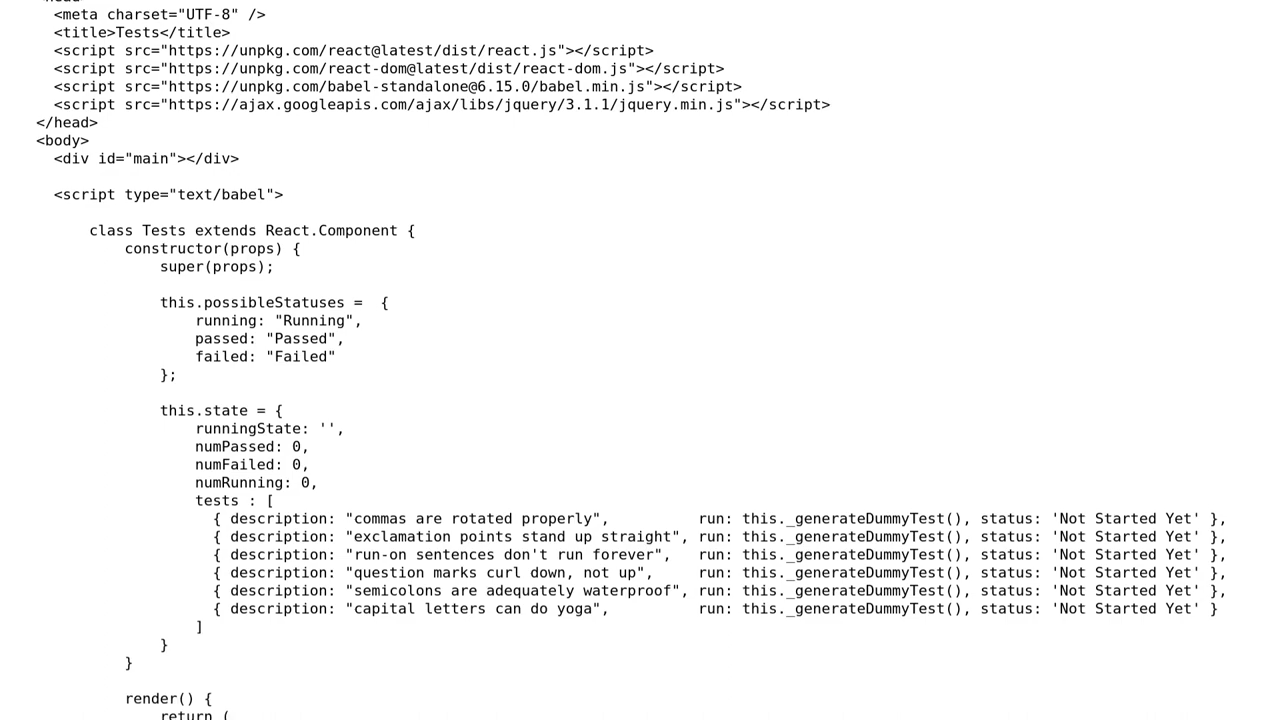 <head>
<meta charset="UTF-8" />
<title>Tests</title>
<script src="https://unpkg.com/react@latest/dist/react.js"></script>
<script src="https://unpkg.com/react-dom@latest/dist/react-dom.js"></script>
<script src="https://unpkg.com/babel-standalone@6.15.0/babel.min.js"></script>
<script src="https://ajax.googleapis.com/ajax/libs/jquery/3.1.1/jquery.min.js"></script>
</head>
<body>
<div id="main"></div>
<script type="text/babel">
class Tests extends React.Component {
constructor(props) {
super(props);
this.possibleStatuses =  {
running: "Running",
passed: "Passed",
failed: "Failed"
};
this.state = {
runningState: '',
numPassed: 0,
numFailed: 0,
numRunning: 0,
tests : [
{ description: "commas are rotated properly",          run: this._generateDummyTest(), status: 'Not Started Yet' },
{ description: "exclamation points stand up straight", run: this._generateDummyTest(), status: 'Not Started Yet' },
{ description: "run-on sentences don't run forever",   run: this._generateDummyTest(), status: 'Not Started Yet' },
{ description: "question marks curl down, not up",     run: this._generateDummyTest(), status: 'Not Started Yet' },
{ description: "semicolons are adequately waterproof", run: this._generateDummyTest(), status: 'Not Started Yet' },
{ description: "capital letters can do yoga",          run: this._generateDummyTest(), status: 'Not Started Yet' }
]
}
}
render() {
return (